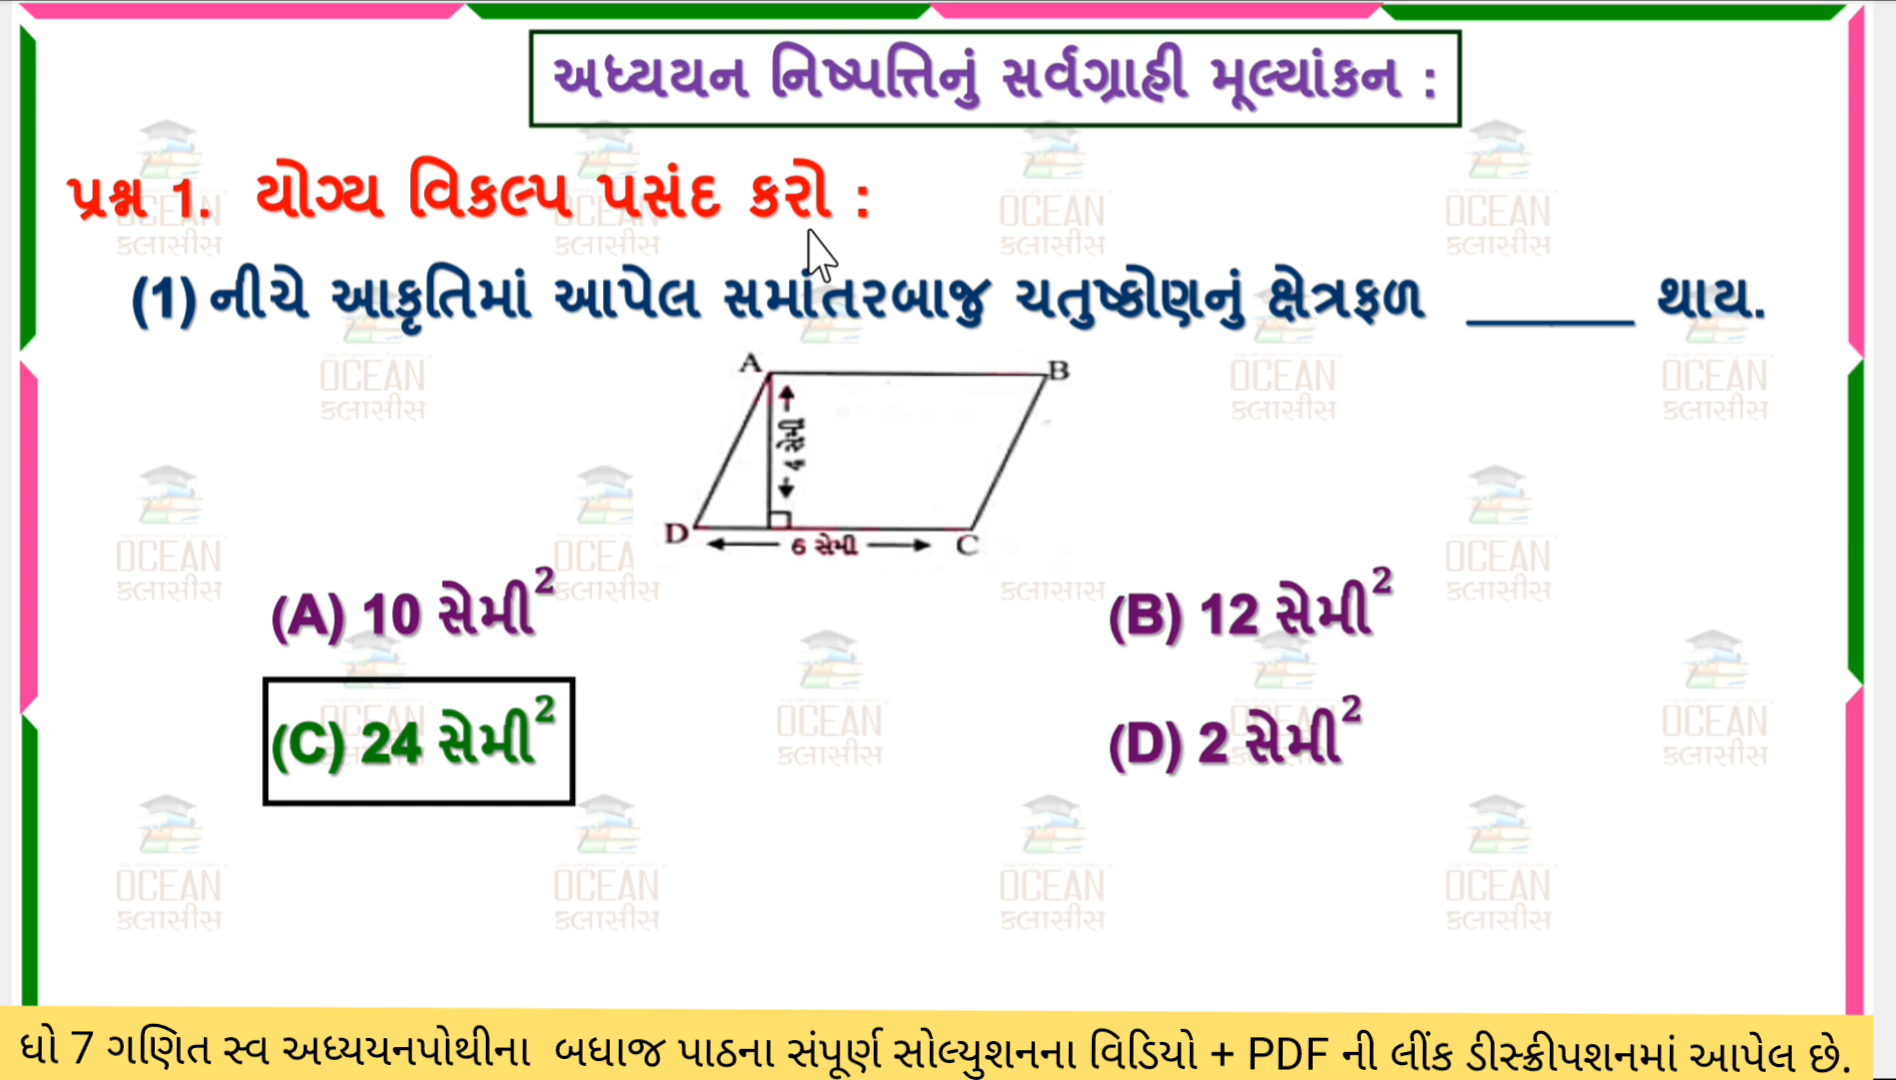 અધ્યયન નિષ્પત્તિનું સર્વગ્રાહી મૂલ્યાંકન :
પ્રશ્ન 1. યોગ્ય વિકલ્પ પસંદ કરો :
(1) નીચે આકૃતિમાં આપેલ સમાંતરબાજુ ચતુષ્કોણનું ક્ષેત્રફળ ______ થાય.
A
B
4 સેમી
D
6 સેમી
C
(A) 10 સેમી²
(B) 12 સેમી²
(C) 24 સેમી²
(D) 2 સેમી²
OCEAN
ક્લાસીસ
ધો 7 ગણિત સ્વ અધ્યયનપોથીના બધાજ પાઠના સંપૂર્ણ સોલ્યુશનના વિડિયો + PDF ની લીંક ડીસ્ક્રીપશનમાં આપેલ છે.